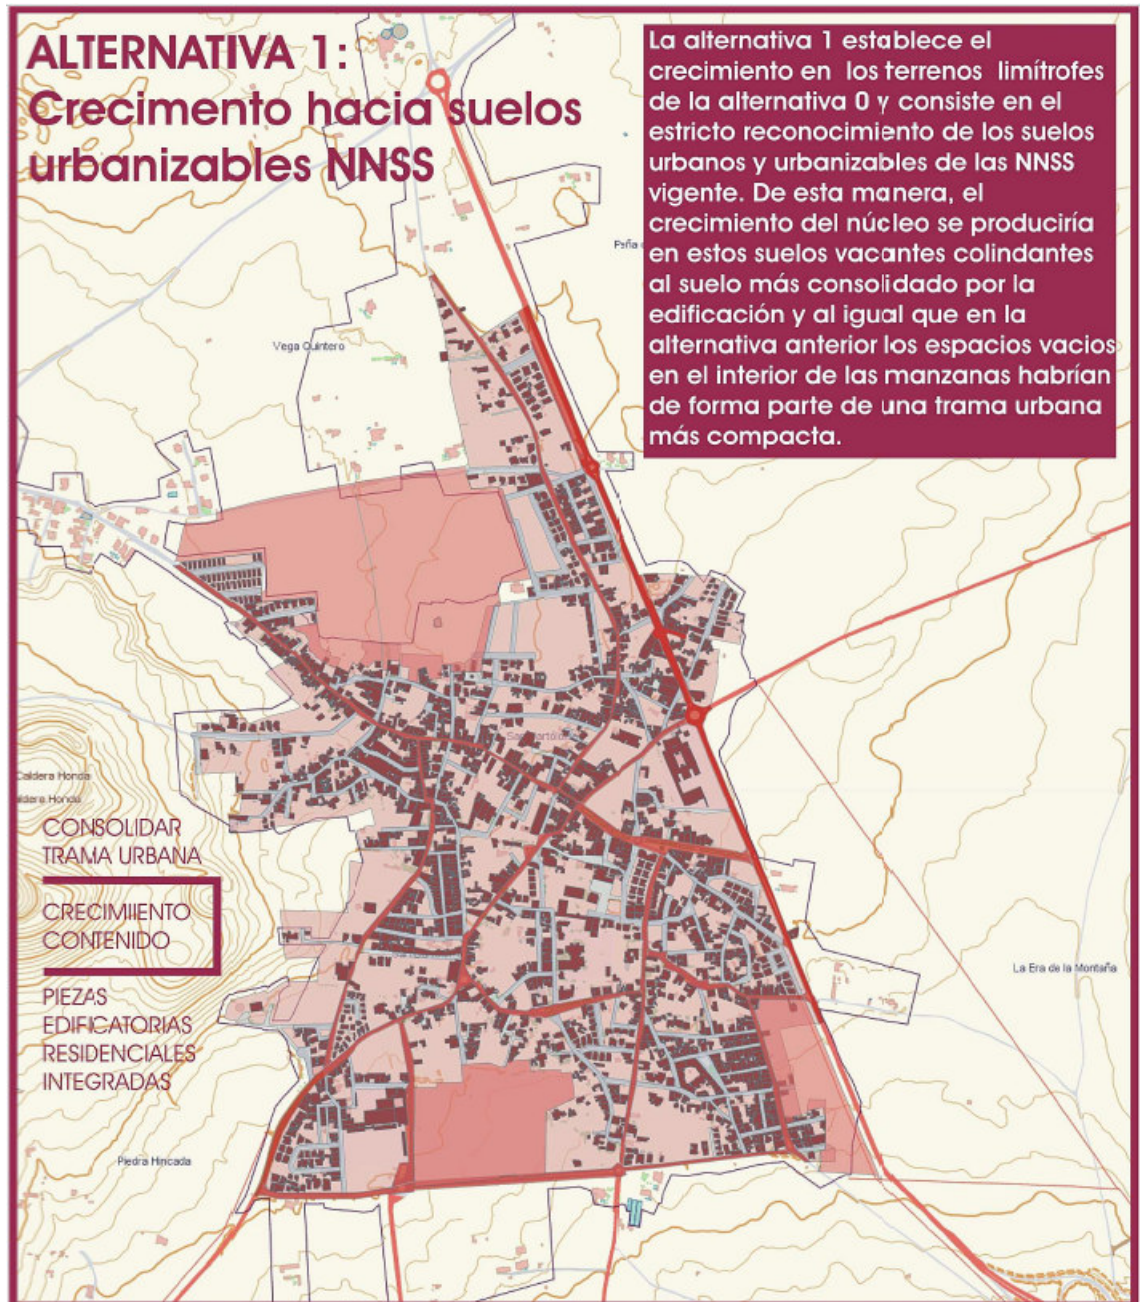 ALTERNATIVA 1:
Crecimento hacia suelos
urbanizables NNSS
La alternativa 1 establece el
crecimiento en los terrenos limítrofes
de la alternativa 0 y consiste en el
estricto reconocimiento de los suelos
urbanos y urbanizables de las NNSS
vigente. De esta manera, el
crecimiento del núcleo se produciría
en estos suelos vacantes colindantes
al suelo más consolidado por la
edificación y al igual que en la
alternativa anterior los espacios vacios
en el interior de las manzanas habrían
de forma parte de una trama urbana
más compacta.
Peña
Vega Quintero
Caldera Honda
Honda
CONSOLIDAR
TRAMA URBANA
CRECIMIIENTO
CONTENIDO
PIEZAS
EDIFICATORIAS
RESIDENCIALES
INTEGRADAS
La Era de la Montaña
Piedra Hincada